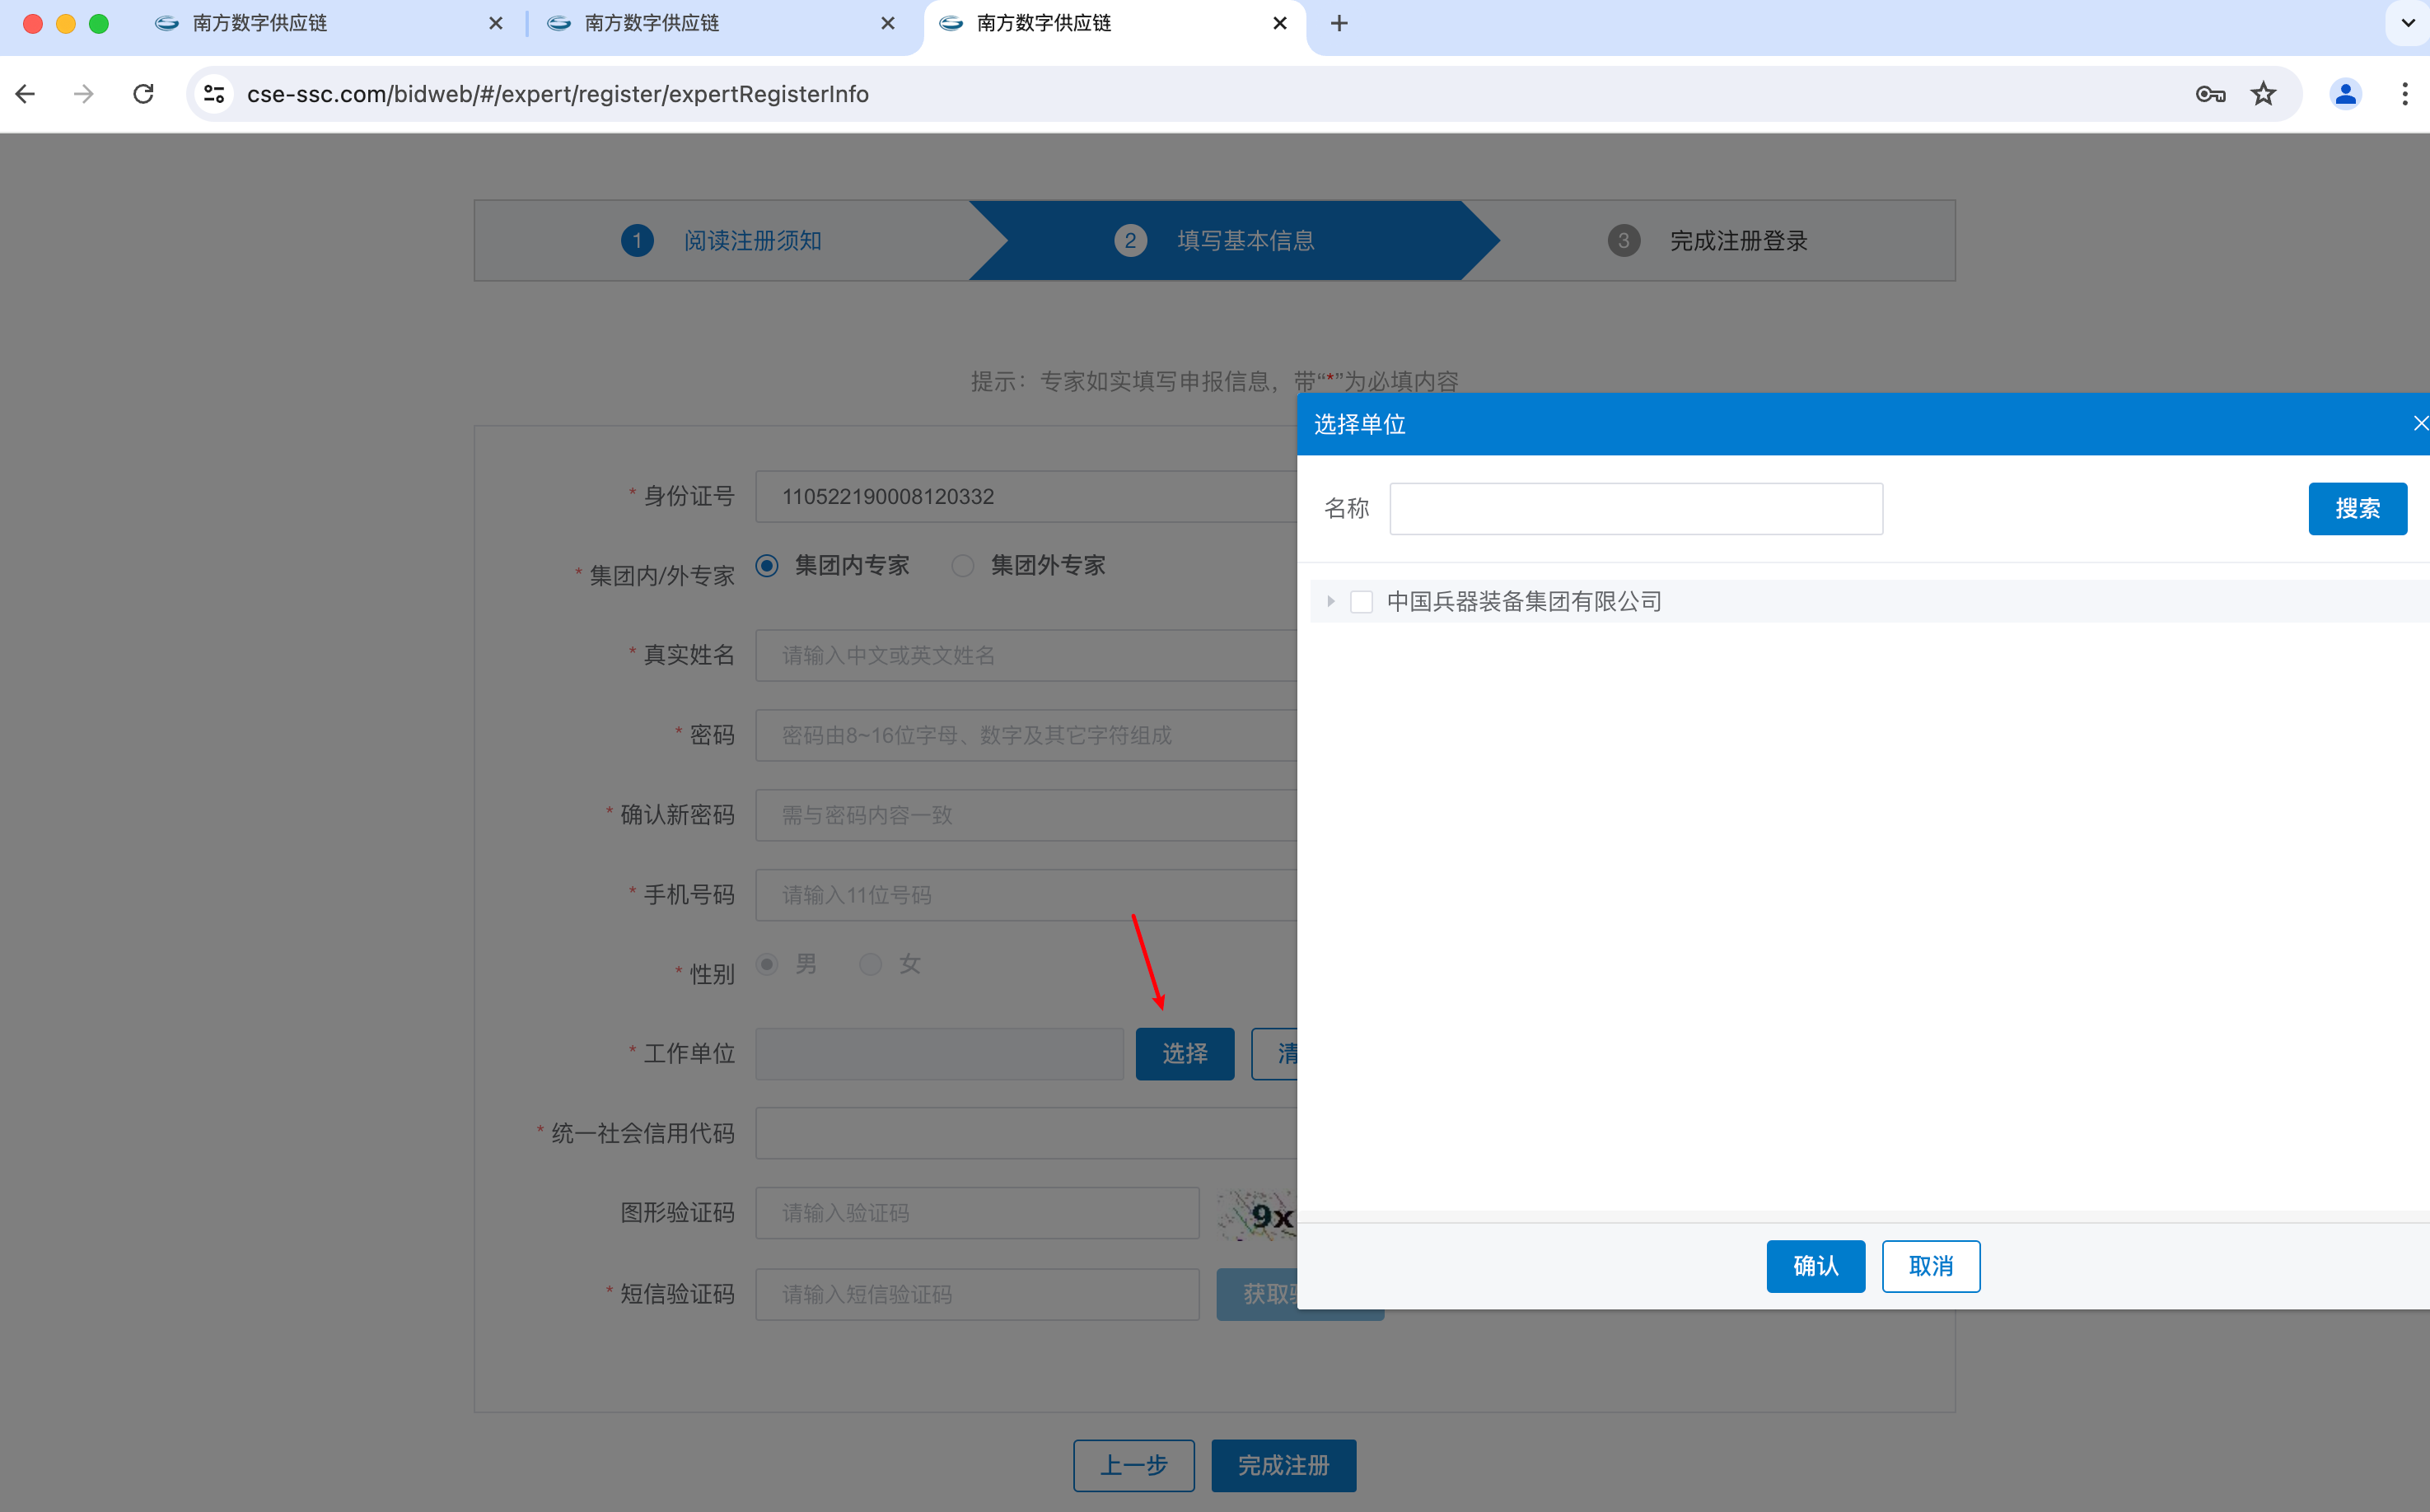 南方数字供应链
南方数字供应链
南方数字供应链
cse-ssc.com/bidweb/#/expert/register/expertRegisterInfo
1 阅读注册须知
2 填写基本信息
3 完成注册登录
提示：专家如实填写申报信息，带“*”为必填内容
* 身份证号 110522190008120332
* 集团内/外专家 集团内专家 集团外专家
* 真实姓名 请输入中文或英文姓名
* 密码 密码由8~16位字母、数字及其它字符组成
* 确认新密码 需与密码内容一致
* 手机号码 请输入11位号码
* 性别 男 女
* 工作单位 选择 清
* 统一社会信用代码
图形验证码 请输入验证码 9x
* 短信验证码 请输入短信验证码 获取
上一步 完成注册
选择单位
名称 搜索
中国兵器装备集团有限公司
确认 取消